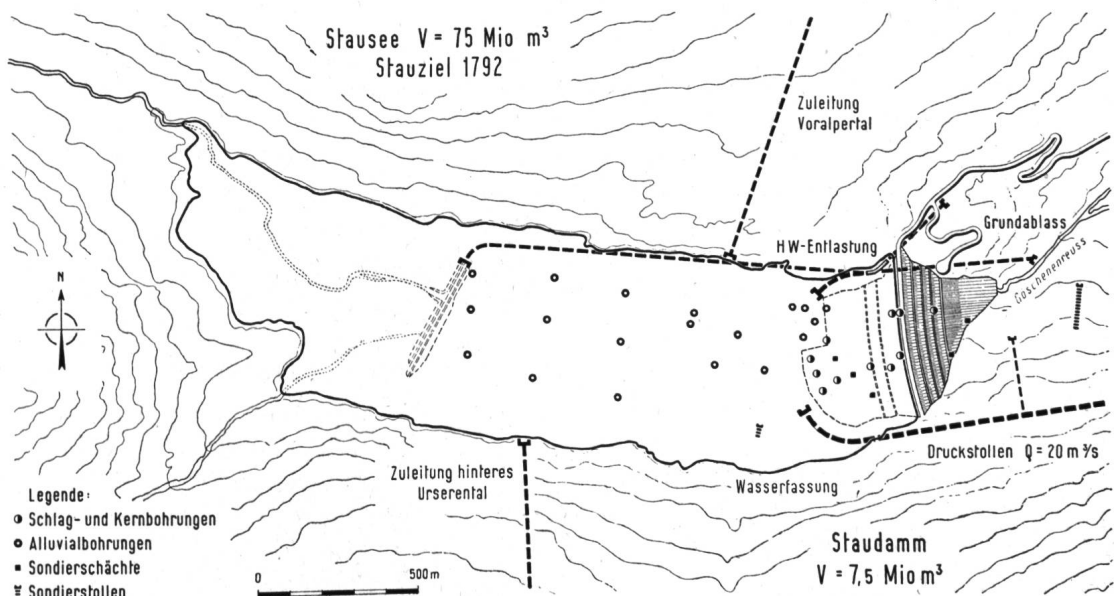 Stausee V = 75 Mio m³
Stauziel 1792
Zuleitung
Voralpertal
HW-Entlastung
Grundablass
Göschenenreuss
N
Druckstollen Q = 20 m³/s
Zuleitung hinteres
Urserental
Wasserfassung
Legende:
Schlag- und Kernbohrungen
Alluvialbohrungen
Sondierschächte
Sondierstollen
0 500 m
Staudamm
V = 7,5 Mio m³